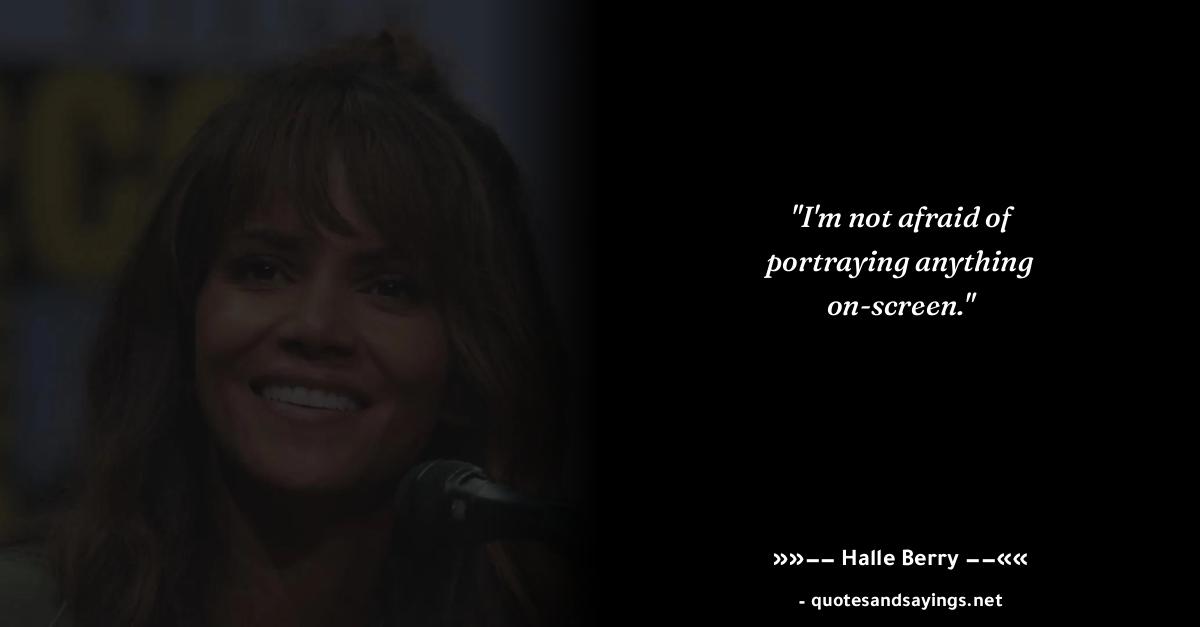 "I'm not afraid of
portraying anything
on-screen."
»»−− Halle Berry −−««
- quotesandsayings.net